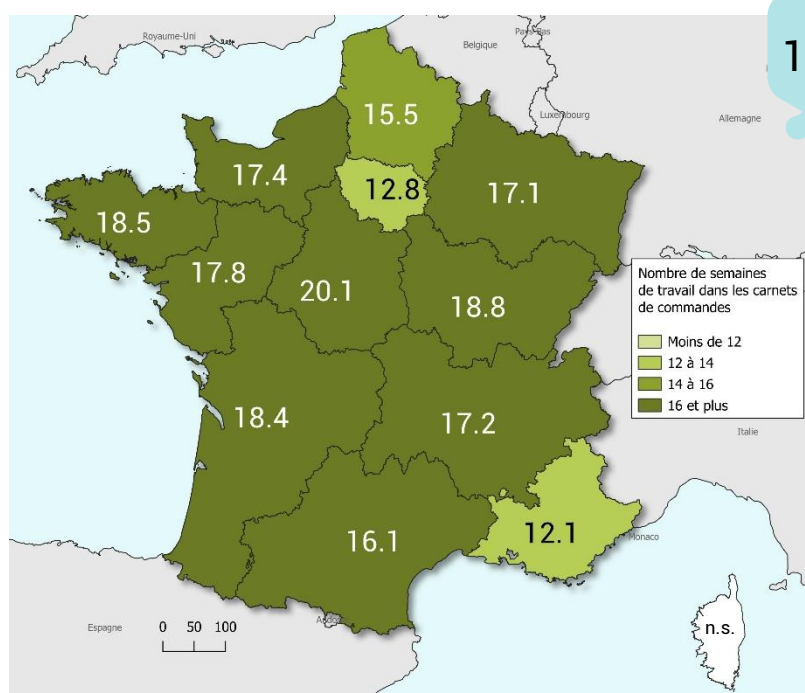 Royaume-Uni
Belgique
Pays-Bas
Luxembourg
Allemagne
1
15.5
17.4
12.8
17.1
18.5
17.8
20.1
18.8
Nombre de semaines
de travail dans les carnets
de commandes
Moins de 12
12 à 14
14 à 16
16 et plus
18.4
17.2
Italie
16.1
12.1
Monaco
Espagne
0 50 100
n.s.